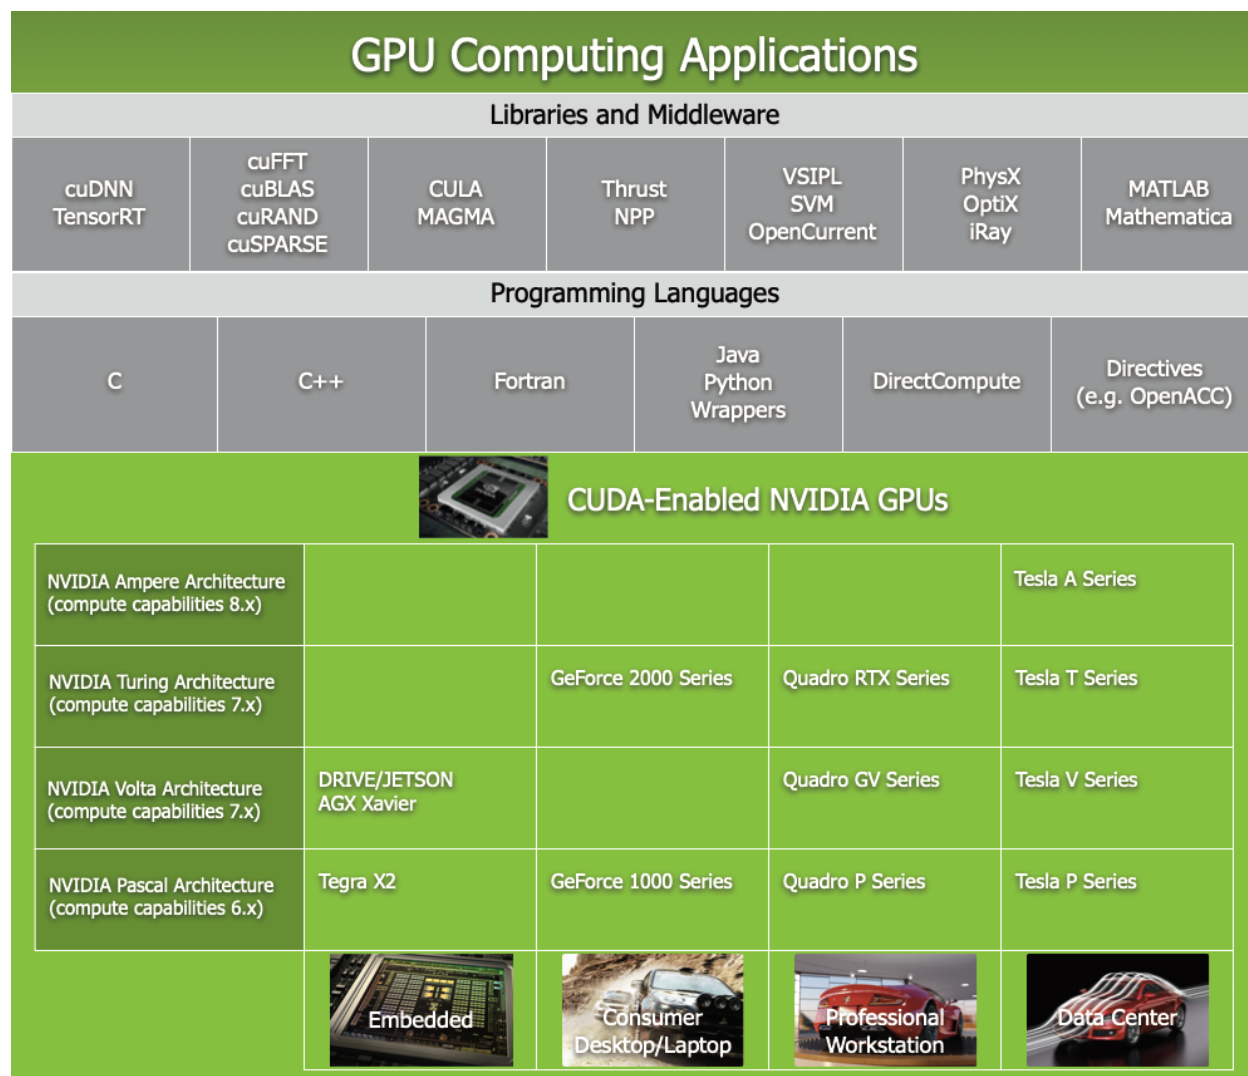 GPU Computing Applications
Libraries and Middleware
cuDNN
TensorRT
cuFFT
cuBLAS
cuRAND
cuSPARSE
CULA
MAGMA
Thrust
NPP
VSIPL
SVM
OpenCurrent
PhysX
OptiX
iRay
MATLAB
Mathematica
Programming Languages
C
C++
Fortran
Java
Python
Wrappers
DirectCompute
Directives
(e.g. OpenACC)
CUDA-Enabled NVIDIA GPUs
NVIDIA Ampere Architecture
(compute capabilities 8.x)
Tesla A Series
NVIDIA Turing Architecture
(compute capabilities 7.x)
GeForce 2000 Series
Quadro RTX Series
Tesla T Series
NVIDIA Volta Architecture
(compute capabilities 7.x)
DRIVE/JETSON
AGX Xavier
Quadro GV Series
Tesla V Series
NVIDIA Pascal Architecture
(compute capabilities 6.x)
Tegra X2
GeForce 1000 Series
Quadro P Series
Tesla P Series
Embedded
Consumer
Desktop/Laptop
Professional
Workstation
Data Center